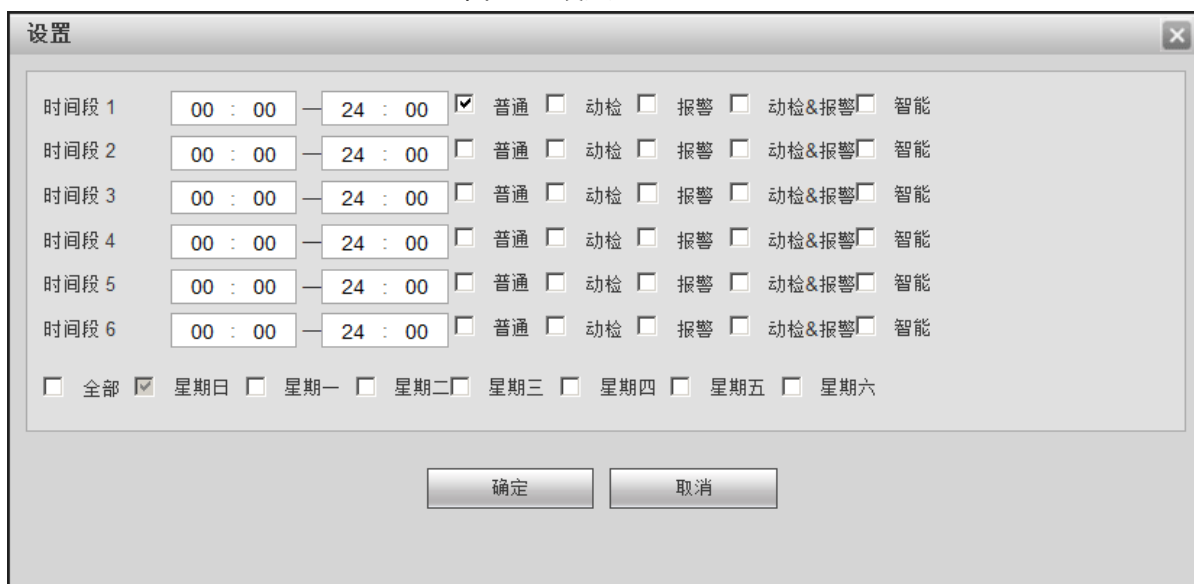 设置
时间段 1 00 : 00 — 24 : 00 普通 动检 报警 动检&报警 智能
时间段 2 00 : 00 — 24 : 00 普通 动检 报警 动检&报警 智能
时间段 3 00 : 00 — 24 : 00 普通 动检 报警 动检&报警 智能
时间段 4 00 : 00 — 24 : 00 普通 动检 报警 动检&报警 智能
时间段 5 00 : 00 — 24 : 00 普通 动检 报警 动检&报警 智能
时间段 6 00 : 00 — 24 : 00 普通 动检 报警 动检&报警 智能
全部 星期日 星期一 星期二 星期三 星期四 星期五 星期六
确定 取消